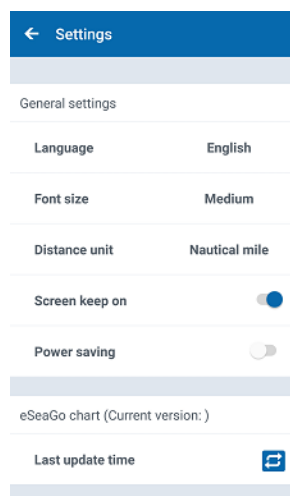 Settings
General settings
Language English
Font size Medium
Distance unit Nautical mile
Screen keep on
Power saving
eSeaGo chart (Current version: )
Last update time